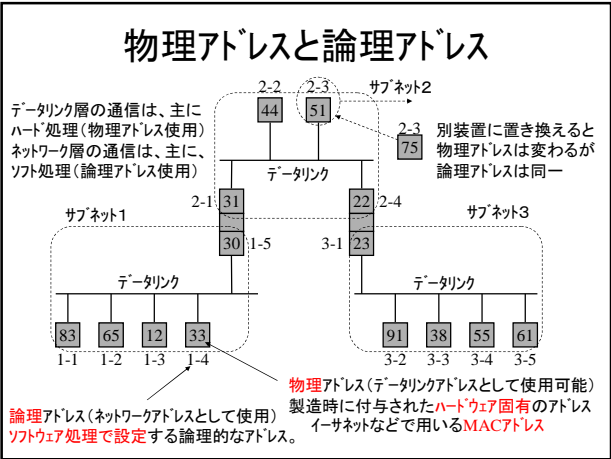 物理アドレスと論理アドレス
データリンク層の通信は、主に
ハード処理(物理アドレス使用)
ネットワーク層の通信は、主に、
ソフト処理(論理アドレス使用)
2-2
2-3
サブネット2
44
51
2-3
75
別装置に置き換えると
物理アドレスは変わるが
論理アドレスは同一
データリンク
2-1
31
22
2-4
サブネット1
サブネット3
30
1-5
3-1
23
データリンク
データリンク
83
65
12
33
91
38
55
61
1-1
1-2
1-3
1-4
3-2
3-3
3-4
3-5
物理アドレス(データリンクアドレスとして使用可能)
製造時に付与されたハードウェア固有のアドレス
イーサネットなどで用いるMACアドレス
論理アドレス(ネットワークアドレスとして使用)
ソフトウェア処理で設定する論理的なアドレス。